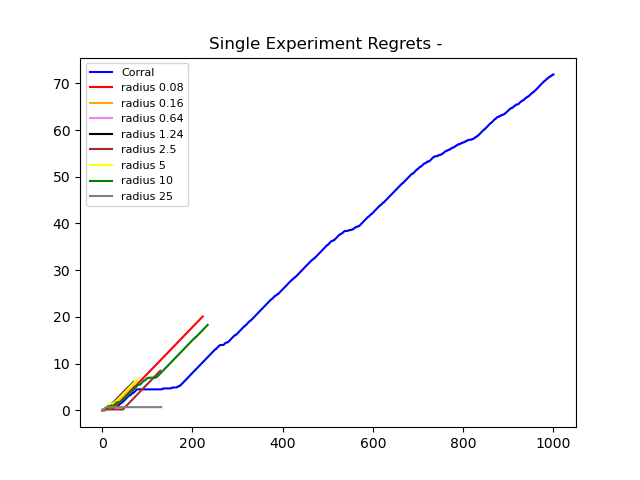 Single Experiment Regrets -
Corral
radius 0.08
radius 0.16
radius 0.64
radius 1.24
radius 2.5
radius 5
radius 10
radius 25
70
60
50
40
30
20
10
0
0 200 400 600 800 1000